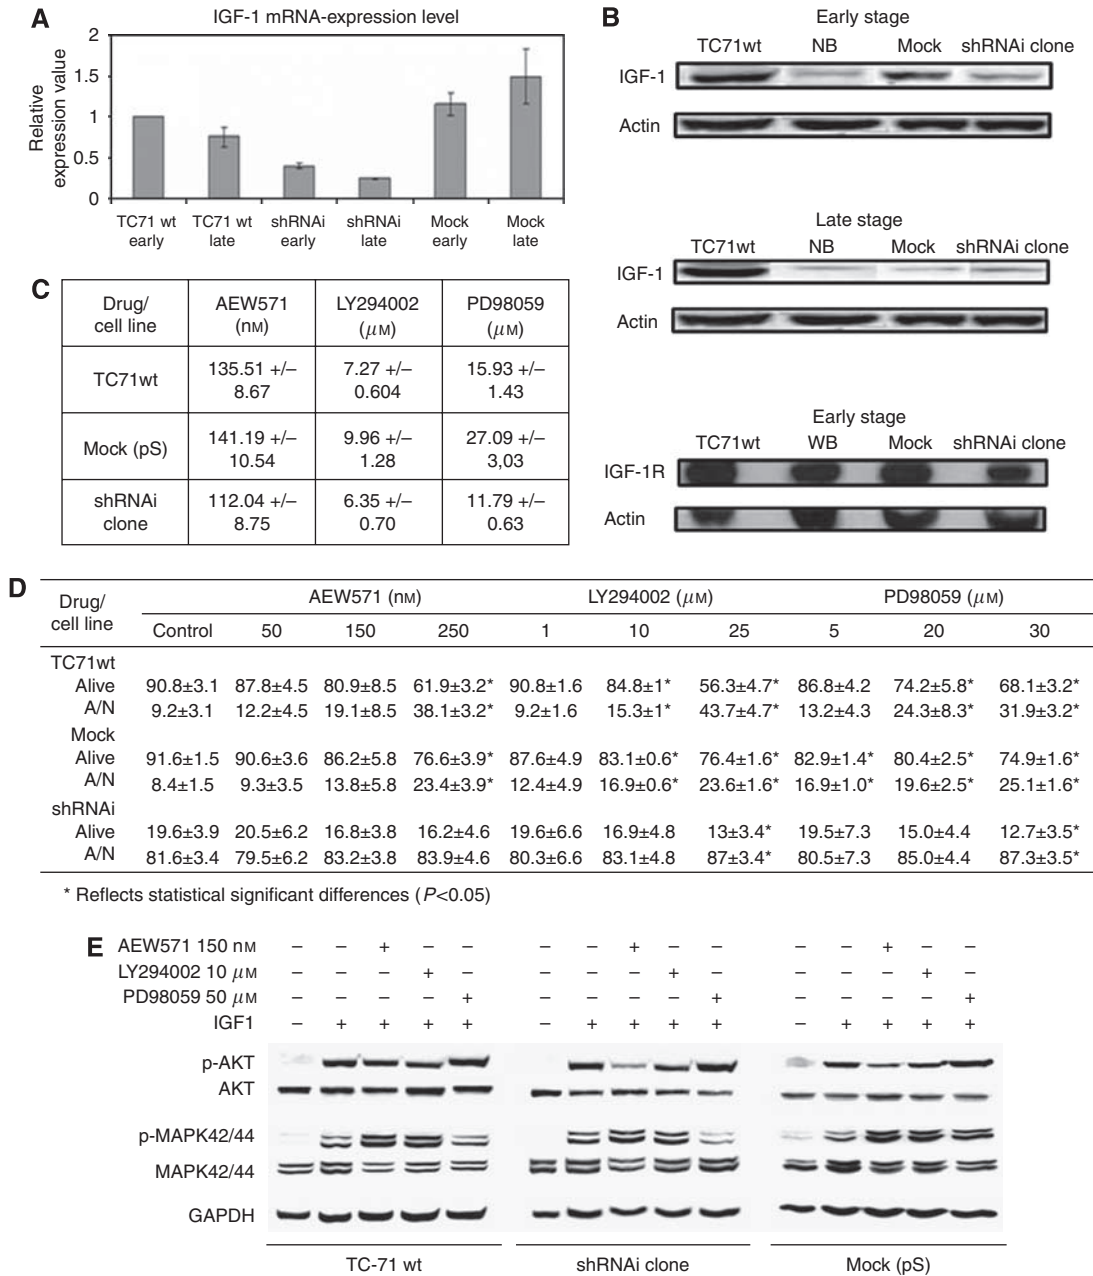 A
IGF-1 mRNA-expression level
Relative
expression value
2
1.5
1
0.5
0
TC71 wt early
TC71 wt late
shRNAi early
shRNAi late
Mock early
Mock late
B
Early stage
TC71wt NB Mock shRNAi clone
IGF-1
Actin
Late stage
TC71wt NB Mock shRNAi clone
IGF-1
Actin
Early stage
TC71wt WB Mock shRNAi clone
IGF-1R
Actin
C
Drug/ cell line AEW571 (nM) LY294002 (μM) PD98059 (μM)
TC71wt 135.51 +/– 8.67 7.27 +/– 0.604 15.93 +/– 1.43
Mock (pS) 141.19 +/– 10.54 9.96 +/– 1.28 27.09 +/– 3,03
shRNAi clone 112.04 +/– 8.75 6.35 +/– 0.70 11.79 +/– 0.63
D
Drug/ cell line AEW571 (nM) LY294002 (μM) PD98059 (μM)
Control 50 150 250 1 10 25 5 20 30
TC71wt
Alive 90.8±3.1 87.8±4.5 80.9±8.5 61.9±3.2* 90.8±1.6 84.8±1* 56.3±4.7* 86.8±4.2 74.2±5.8* 68.1±3.2*
A/N 9.2±3.1 12.2±4.5 19.1±8.5 38.1±3.2* 9.2±1.6 15.3±1* 43.7±4.7* 13.2±4.3 24.3±8.3* 31.9±3.2*
Mock
Alive 91.6±1.5 90.6±3.6 86.2±5.8 76.6±3.9* 87.6±4.9 83.1±0.6* 76.4±1.6* 82.9±1.4* 80.4±2.5* 74.9±1.6*
A/N 8.4±1.5 9.3±3.5 13.8±5.8 23.4±3.9* 12.4±4.9 16.9±0.6* 23.6±1.6* 16.9±1.0* 19.6±2.5* 25.1±1.6*
shRNAi
Alive 19.6±3.9 20.5±6.2 16.8±3.8 16.2±4.6 19.6±6.6 16.9±4.8 13±3.4* 19.5±7.3 15.0±4.4 12.7±3.5*
A/N 81.6±3.4 79.5±6.2 83.2±3.8 83.9±4.6 80.3±6.6 83.1±4.8 87±3.4* 80.5±7.3 85.0±4.4 87.3±3.5*
* Reflects statistical significant differences (P<0.05)
E
AEW571 150 nM – – + – – – – + – – – – + – –
LY294002 10 μM – – – + – – – – + – – – – + –
PD98059 50 μM – – – – + – – – – + – – – – +
IGF1 – + + + + – + + + + – + + + +
p-AKT
AKT
p-MAPK42/44
MAPK42/44
GAPDH
TC-71 wt
shRNAi clone
Mock (pS)